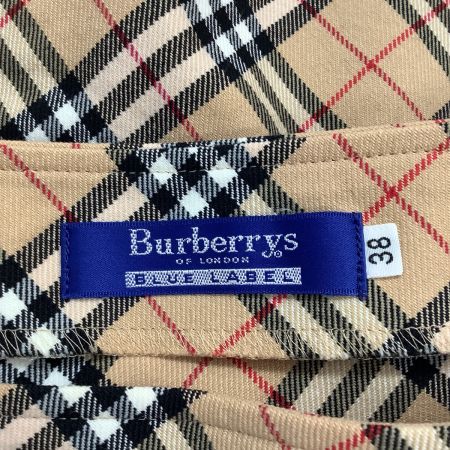 Burberrys®
OF LONDON
BLUE LABEL
38